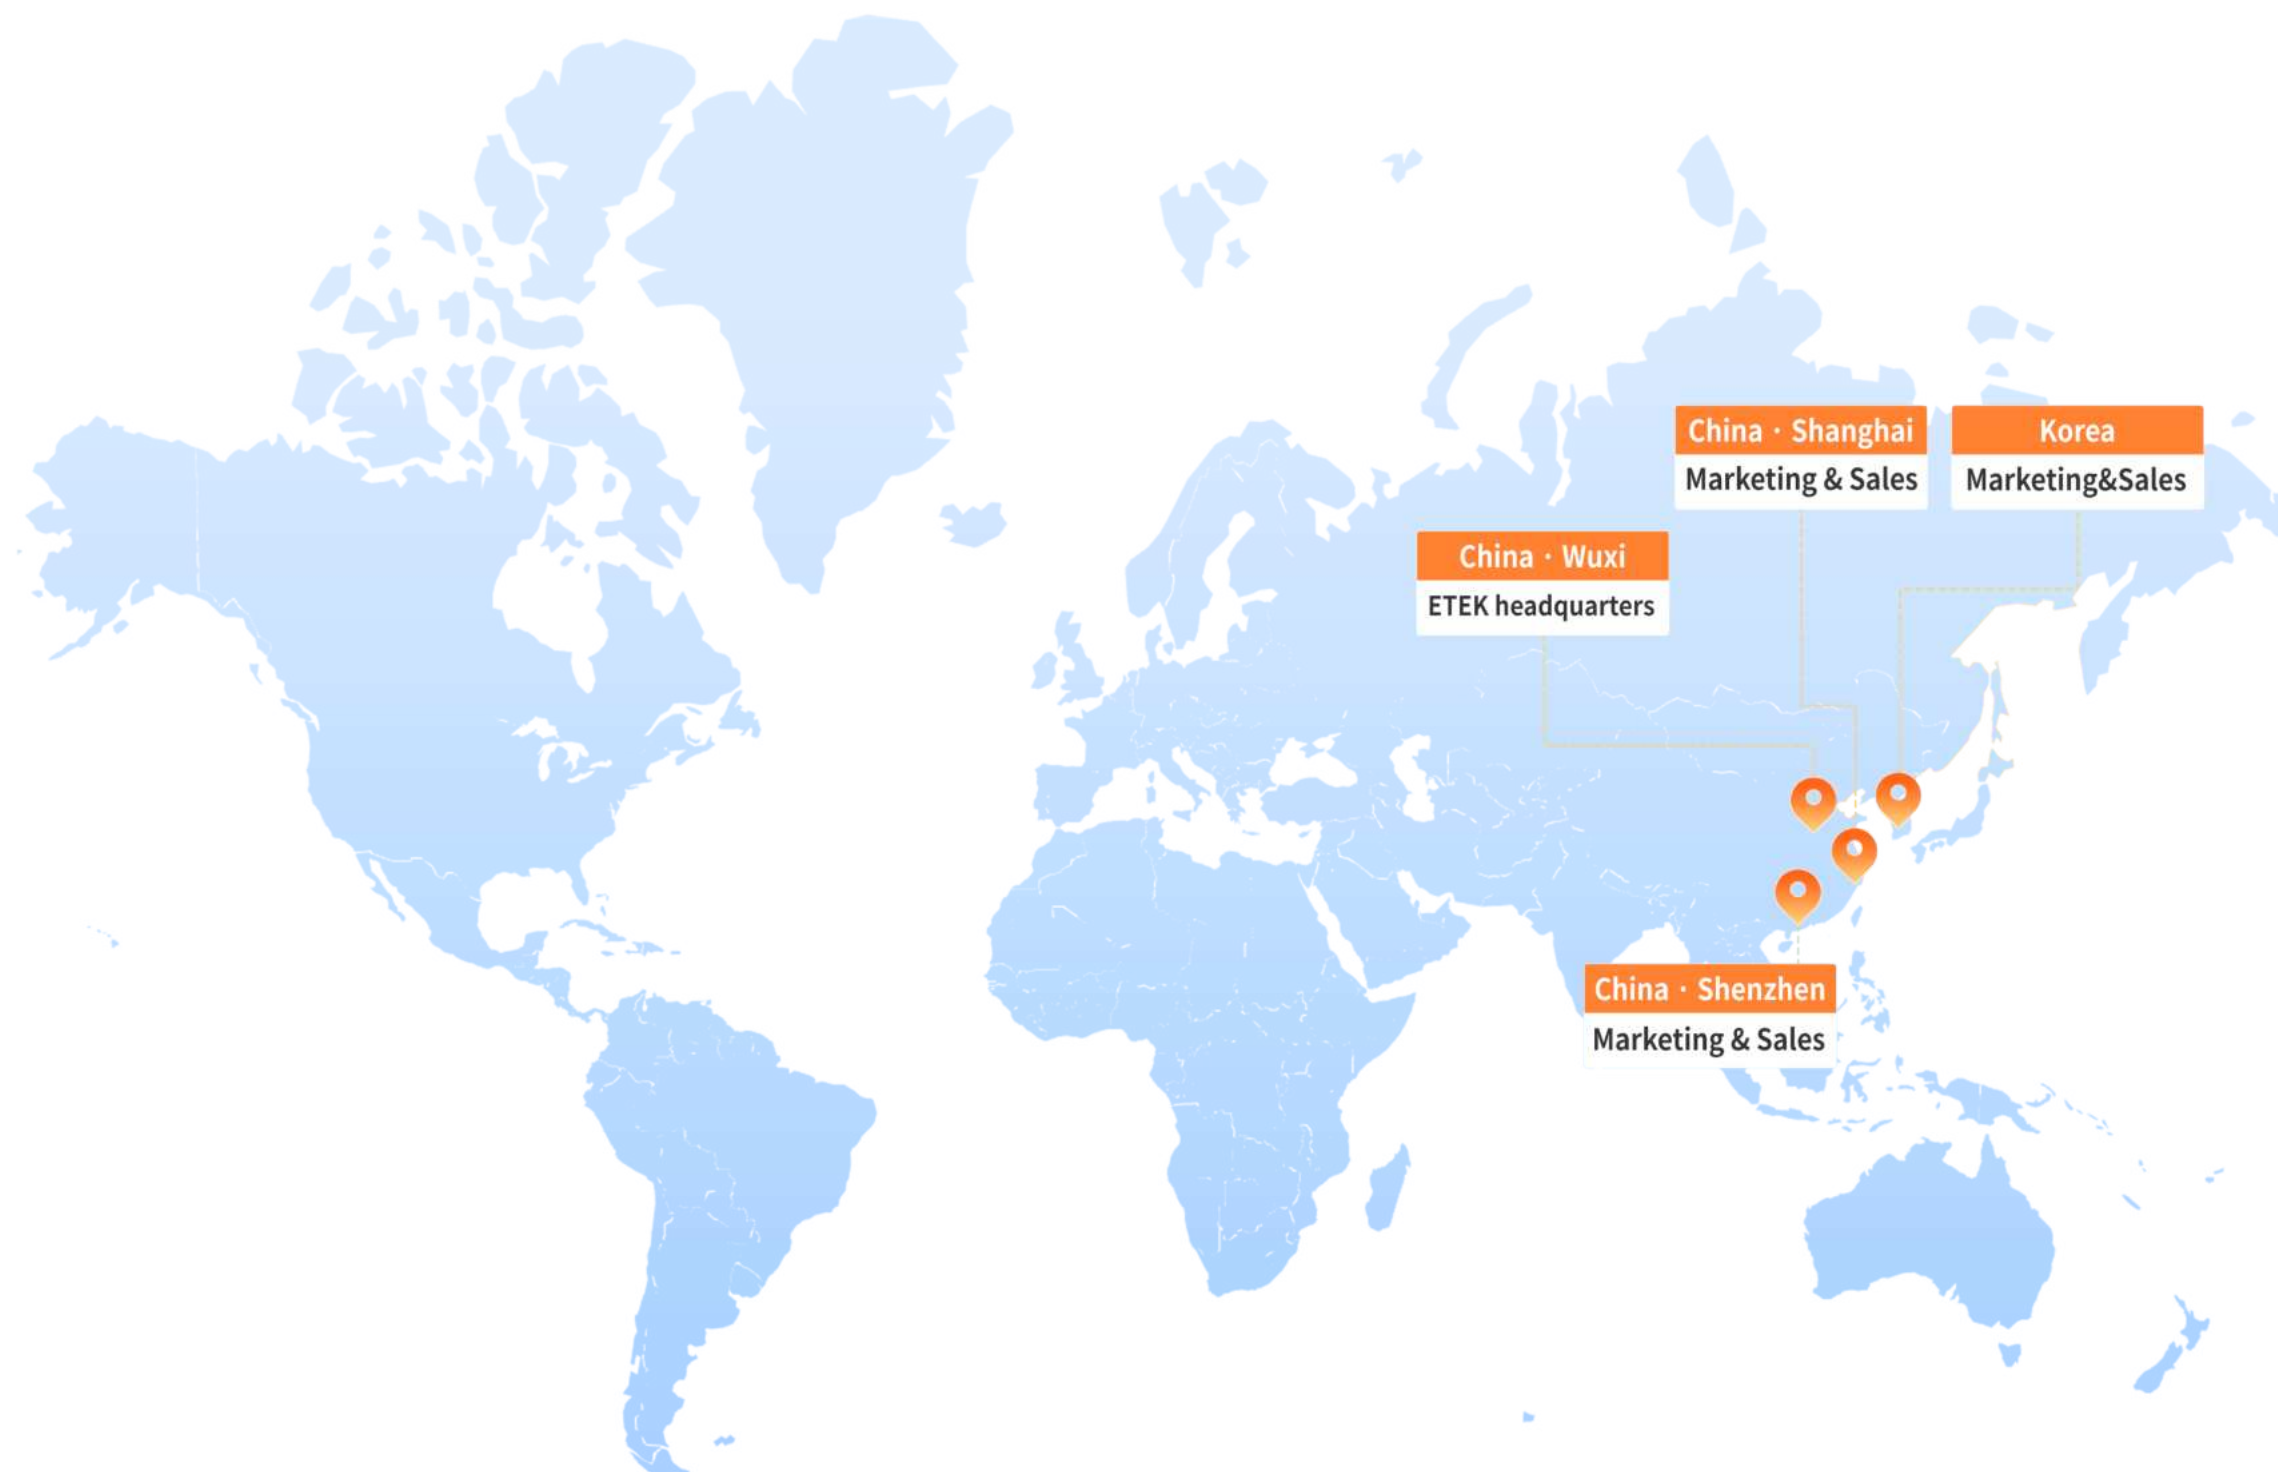 China · Shanghai
Marketing & Sales
Korea
Marketing&Sales
China · Wuxi
ETEK headquarters
China · Shenzhen
Marketing & Sales